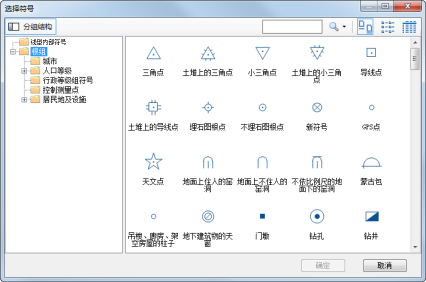 选择符号
分组结构
线型内部符号
根组
城市
人口等级
行政等级组符号
控制测量点
居民地及设施
三角点
土堆上的三角点
小三角点
土堆上的小三角
点
导线点
土堆上的导线点
埋石图根点
不埋石图根点
新符号
GPS点
天文点
地面上住人的窑
洞
地面上不住人的
窑洞
不依比例尺的地
面下的窑洞
蒙古包
吊楼、廊房、架
空房屋的柱子
地下建筑物的天
窗
门墩
钻孔
钻井
确定
取消